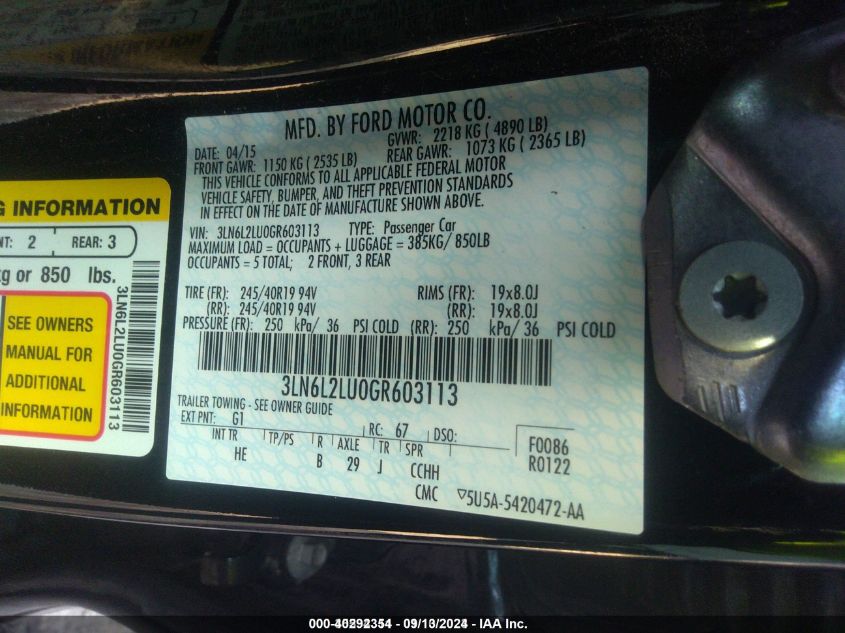 MFD. BY FORD MOTOR CO.
DATE: 04/15 GVWR: 2218 KG ( 4890 LB)
FRONT GAWR: 1150 KG ( 2535 LB) REAR GAWR: 1073 KG ( 2365 LB)
THIS VEHICLE CONFORMS TO ALL APPLICABLE FEDERAL MOTOR
VEHICLE SAFETY, BUMPER, AND THEFT PREVENTION STANDARDS
IN EFFECT ON THE DATE OF MANUFACTURE SHOWN ABOVE.
VIN: 3LN6L2LU0GR603113 TYPE: Passenger Car
MAXIMUM LOAD = OCCUPANTS + LUGGAGE = 385KG/ 850LB
OCCUPANTS = 5 TOTAL; 2 FRONT, 3 REAR
TIRE (FR): 245/40R19 94V RIMS (FR): 19x8.0J
(RR): 245/40R19 94V (RR): 19x8.0J
PRESSURE (FR): 250 kPa/ 36 PSI COLD (RR): 250 kPa/ 36 PSI COLD
3LN6L2LU0GR603113
TRAILER TOWING - SEE OWNER GUIDE
EXT PNT: G1 RC: 67 DSO:
INT TR TP/PS R AXLE TR SPR
HE B 29 J CCHH
F0086
R0122
CMC ▽5U5A-5420472-AA
G INFORMATION
NT: 2 REAR: 3
kg or 850 lbs.
SEE OWNERS
MANUAL FOR
ADDITIONAL
INFORMATION
3LN6L2LU0GR603113
000-40292354 - 09/13/2024 - IAA Inc.